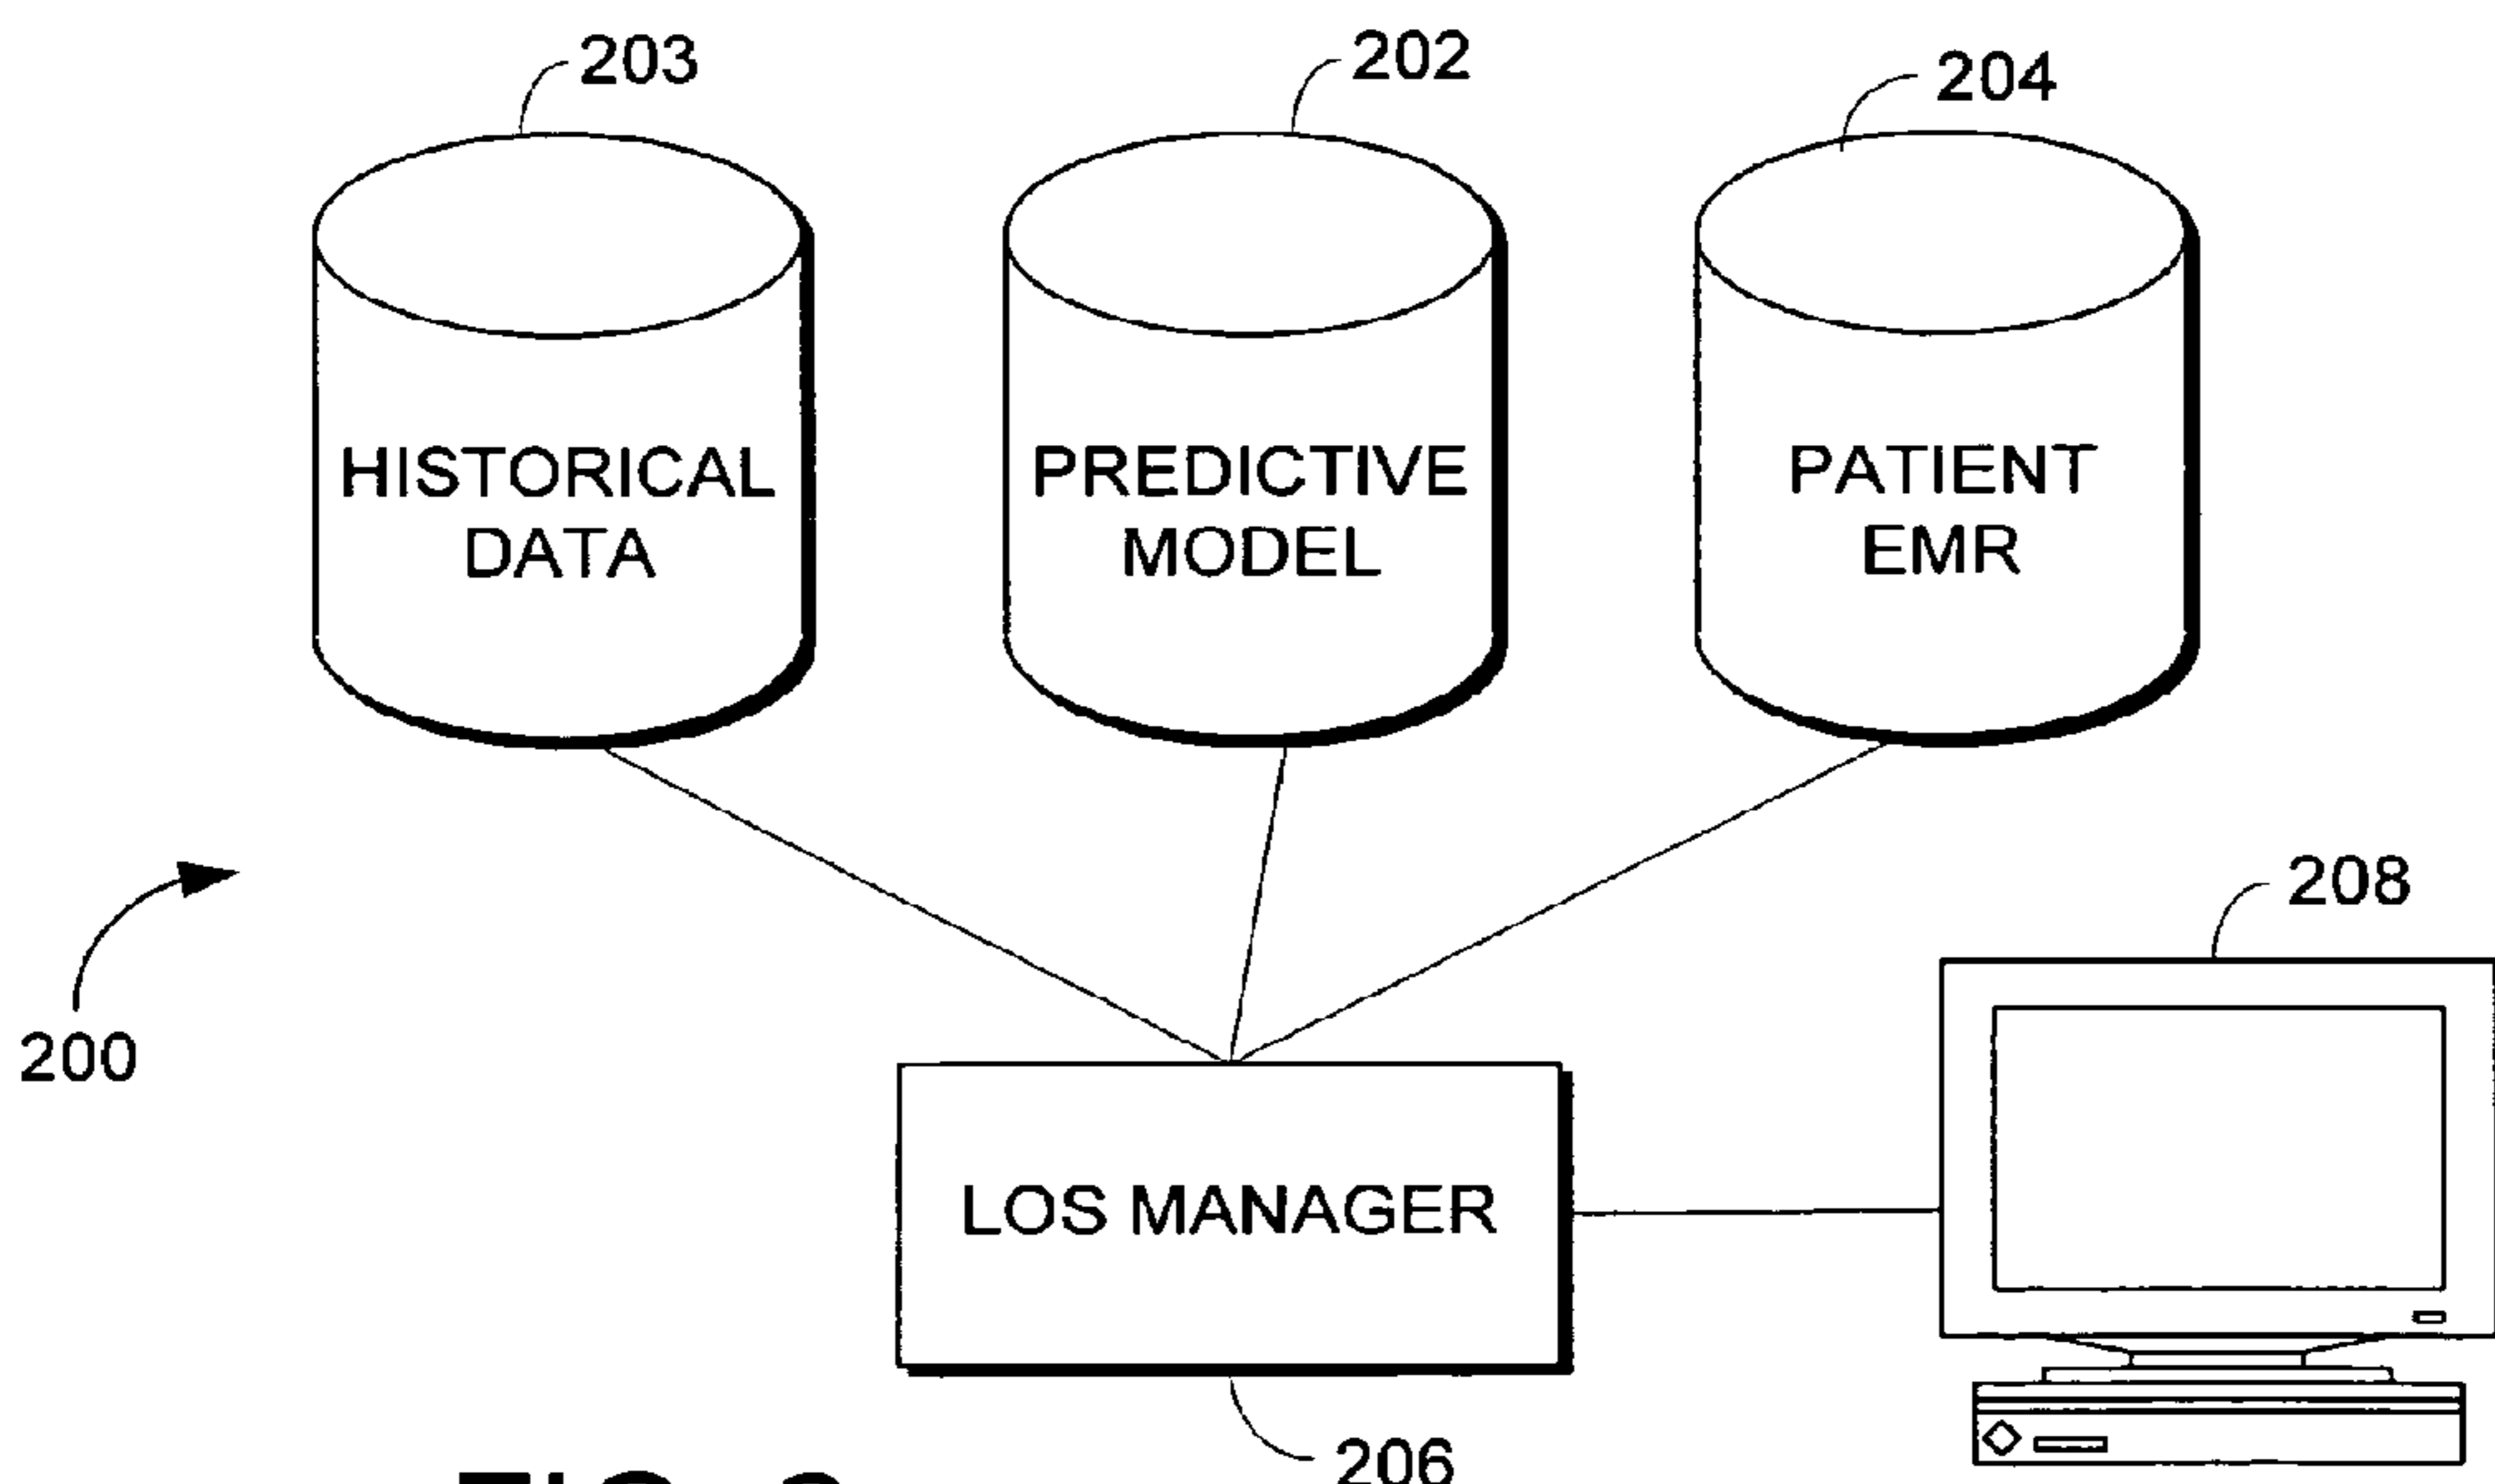 203
202
204
HISTORICAL
DATA
PREDICTIVE
MODEL
PATIENT
EMR
208
200
LOS MANAGER
206